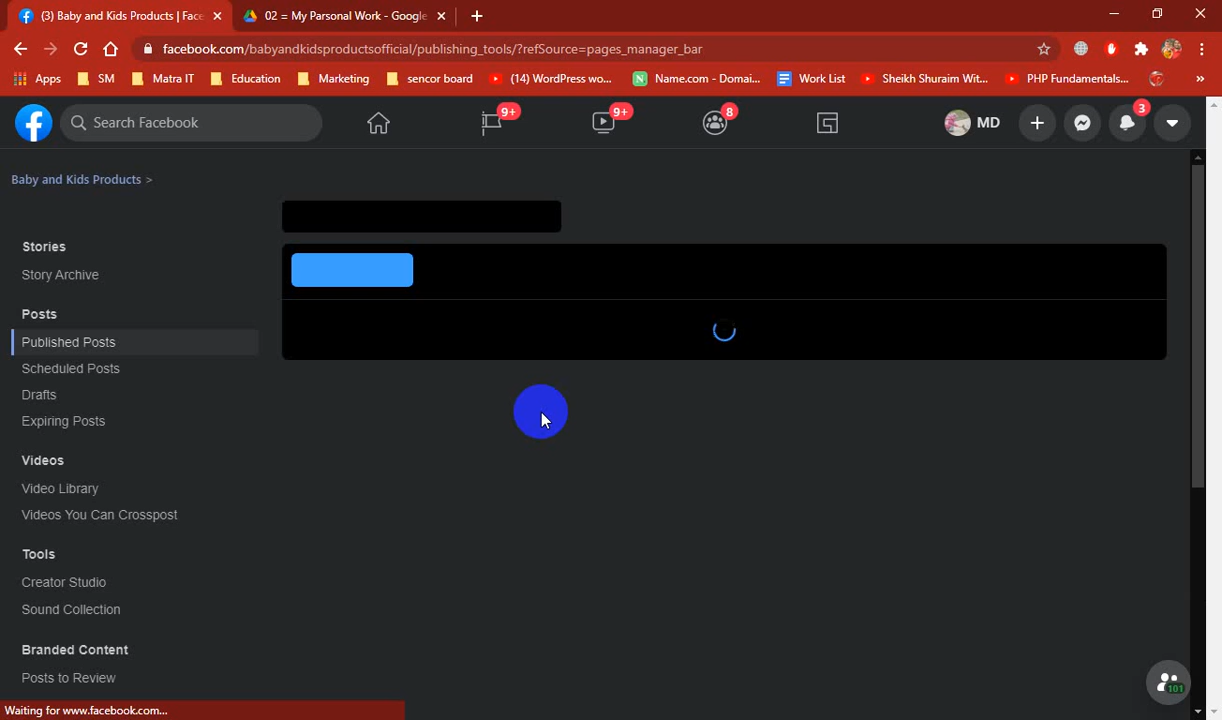 (3) Baby and Kids Products | Face
02 = My Parsonal Work - Google
facebook.com/babyandkidsproductsofficial/publishing_tools/?refSource=pages_manager_bar
Apps SM Matra IT Education Marketing sencor board (14) WordPress wo... Name.com - Domai... Work List Sheikh Shuraim Wit... PHP Fundamentals... »
Search Facebook 9+ 9+ 8 MD 3
Baby and Kids Products >
Stories
Story Archive
Posts
Published Posts
Scheduled Posts
Drafts
Expiring Posts
Videos
Video Library
Videos You Can Crosspost
Tools
Creator Studio
Sound Collection
Branded Content
Posts to Review
101
Waiting for www.facebook.com...